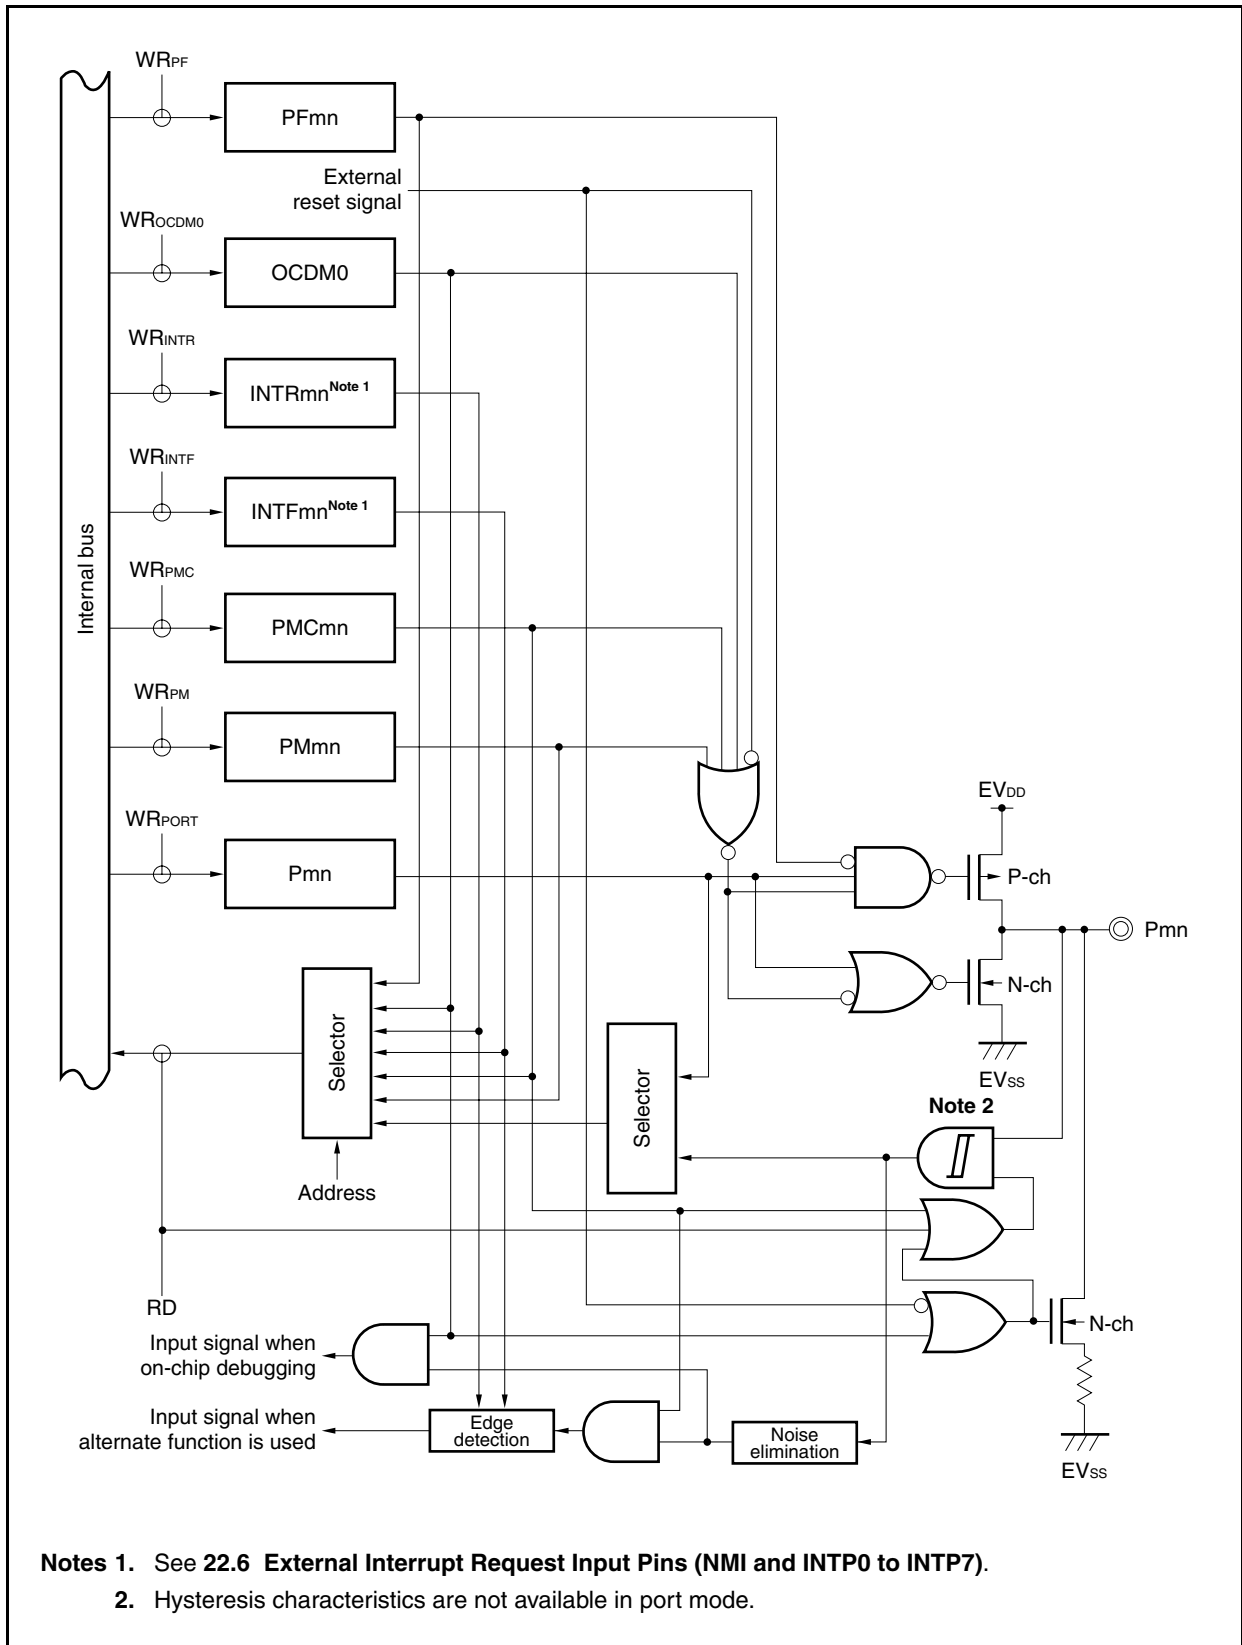 WRPF
PFmn
External
reset signal
WROCDM0
OCDM0
WRINTR
INTRmnNote 1
WRINTF
INTFmnNote 1
Internal bus
WRPMC
PMCmn
WRPM
PMmn
WRPORT
Pmn
EVDD
P-ch
Pmn
N-ch
EVSS
Selector
Selector
Note 2
Address
RD
N-ch
Input signal when
on-chip debugging
Input signal when
alternate function is used
Edge
detection
Noise
elimination
EVSS
Notes 1. See 22.6 External Interrupt Request Input Pins (NMI and INTP0 to INTP7).
2. Hysteresis characteristics are not available in port mode.